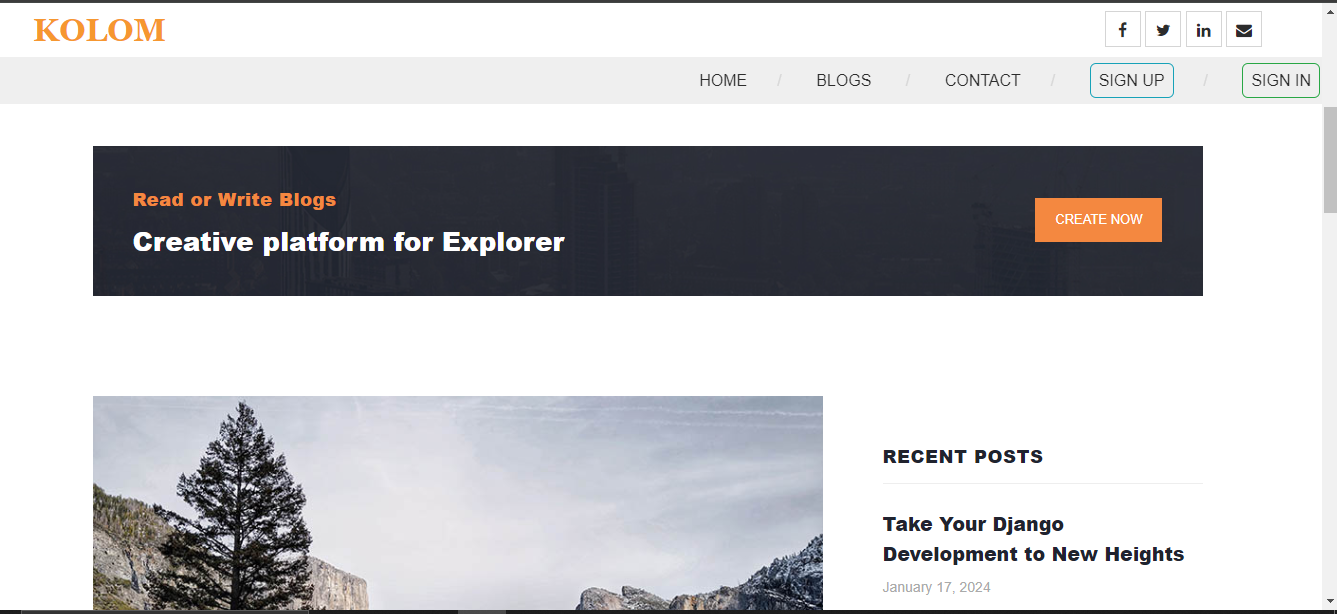 KOLOM
HOME / BLOGS / CONTACT / SIGN UP / SIGN IN
Read or Write Blogs
Creative platform for Explorer
CREATE NOW
RECENT POSTS
Take Your Django
Development to New Heights
January 17, 2024